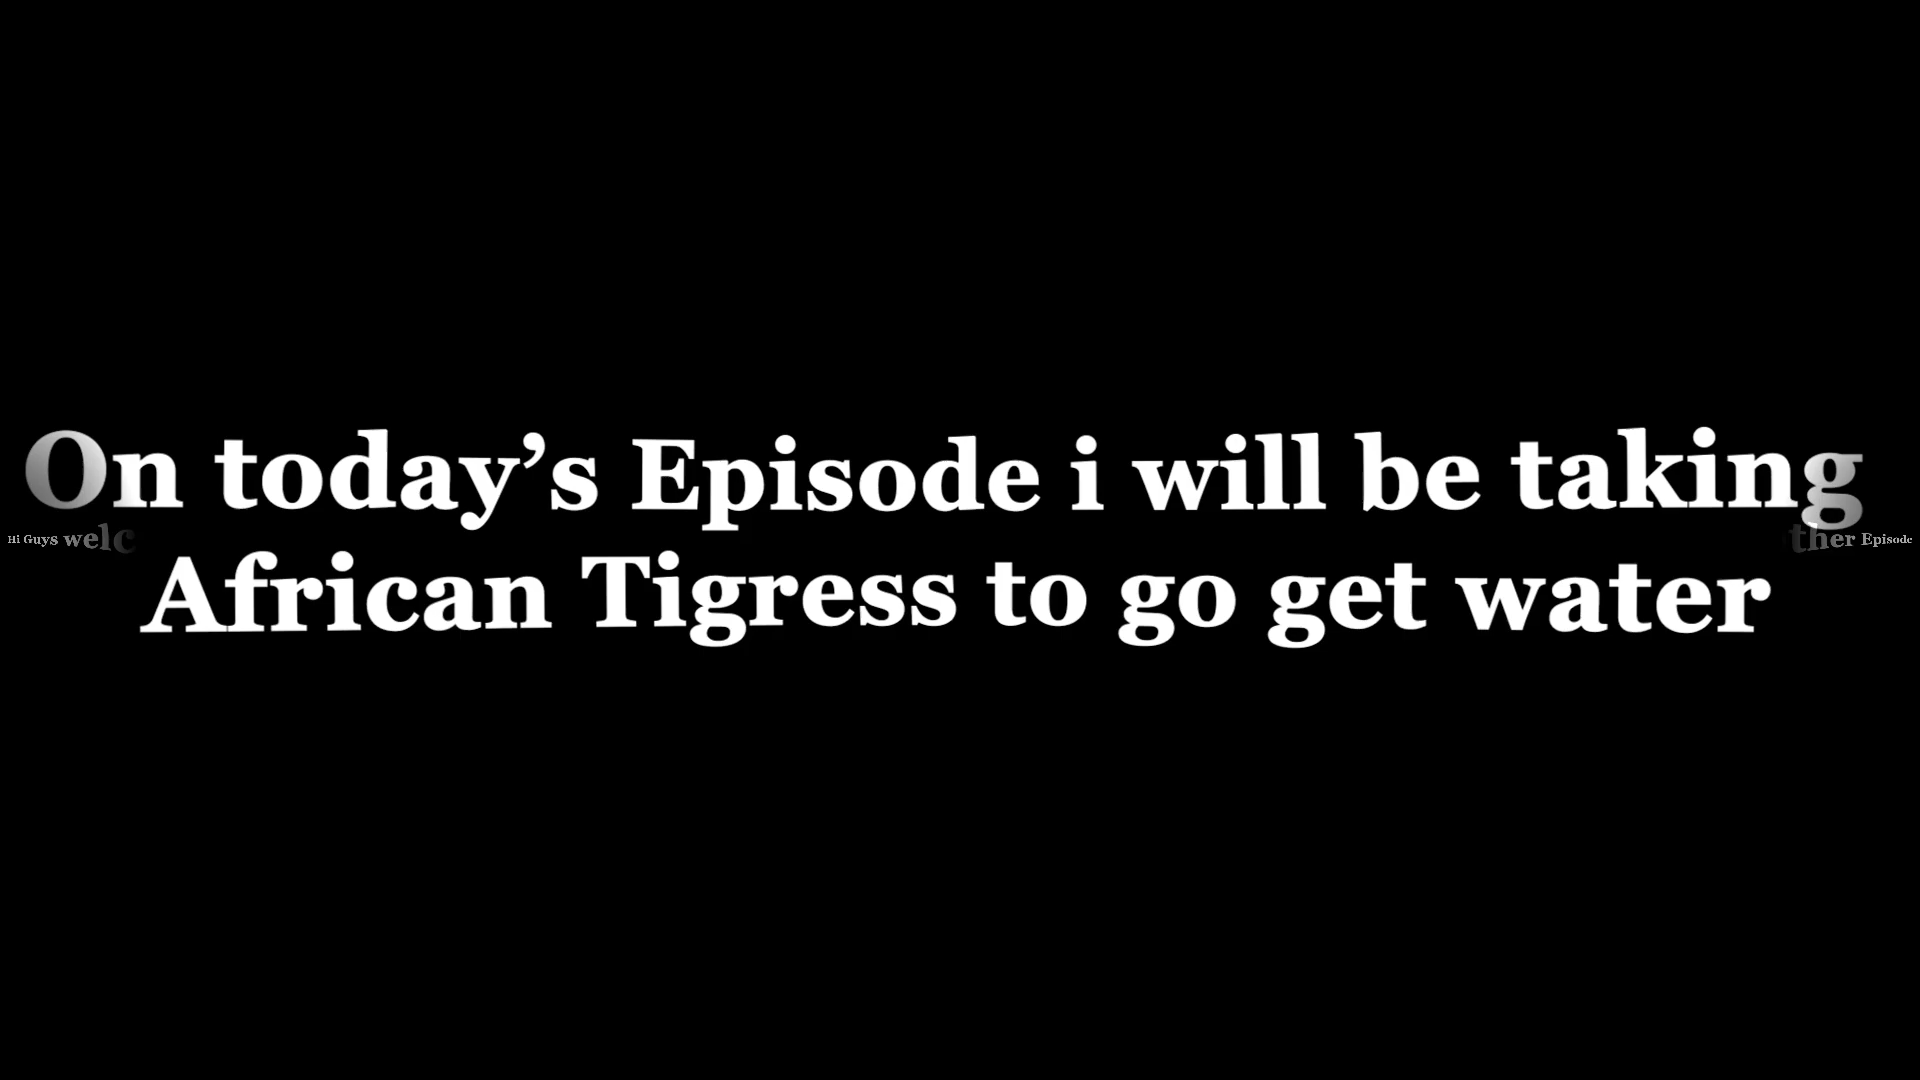 On today’s Episode i will be taking
Hi Guys welc ther Episode
African Tigress to go get water